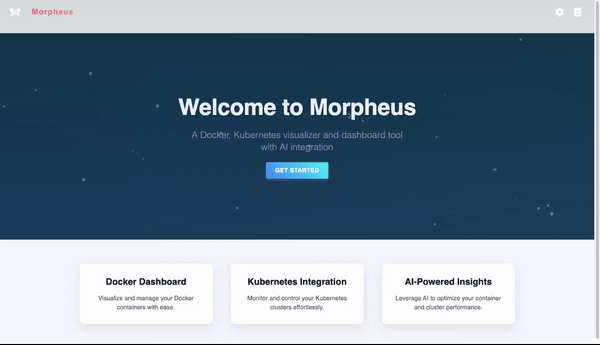 Morpheus
Welcome to Morpheus
A Docker, Kubernetes visualizer and dashboard tool
with AI integration
GET STARTED
Docker Dashboard
Visualize and manage your Docker
containers with ease.
Kubernetes Integration
Monitor and control your Kubernetes
clusters effortlessly.
AI-Powered Insights
Leverage AI to optimize your container
and cluster performance.